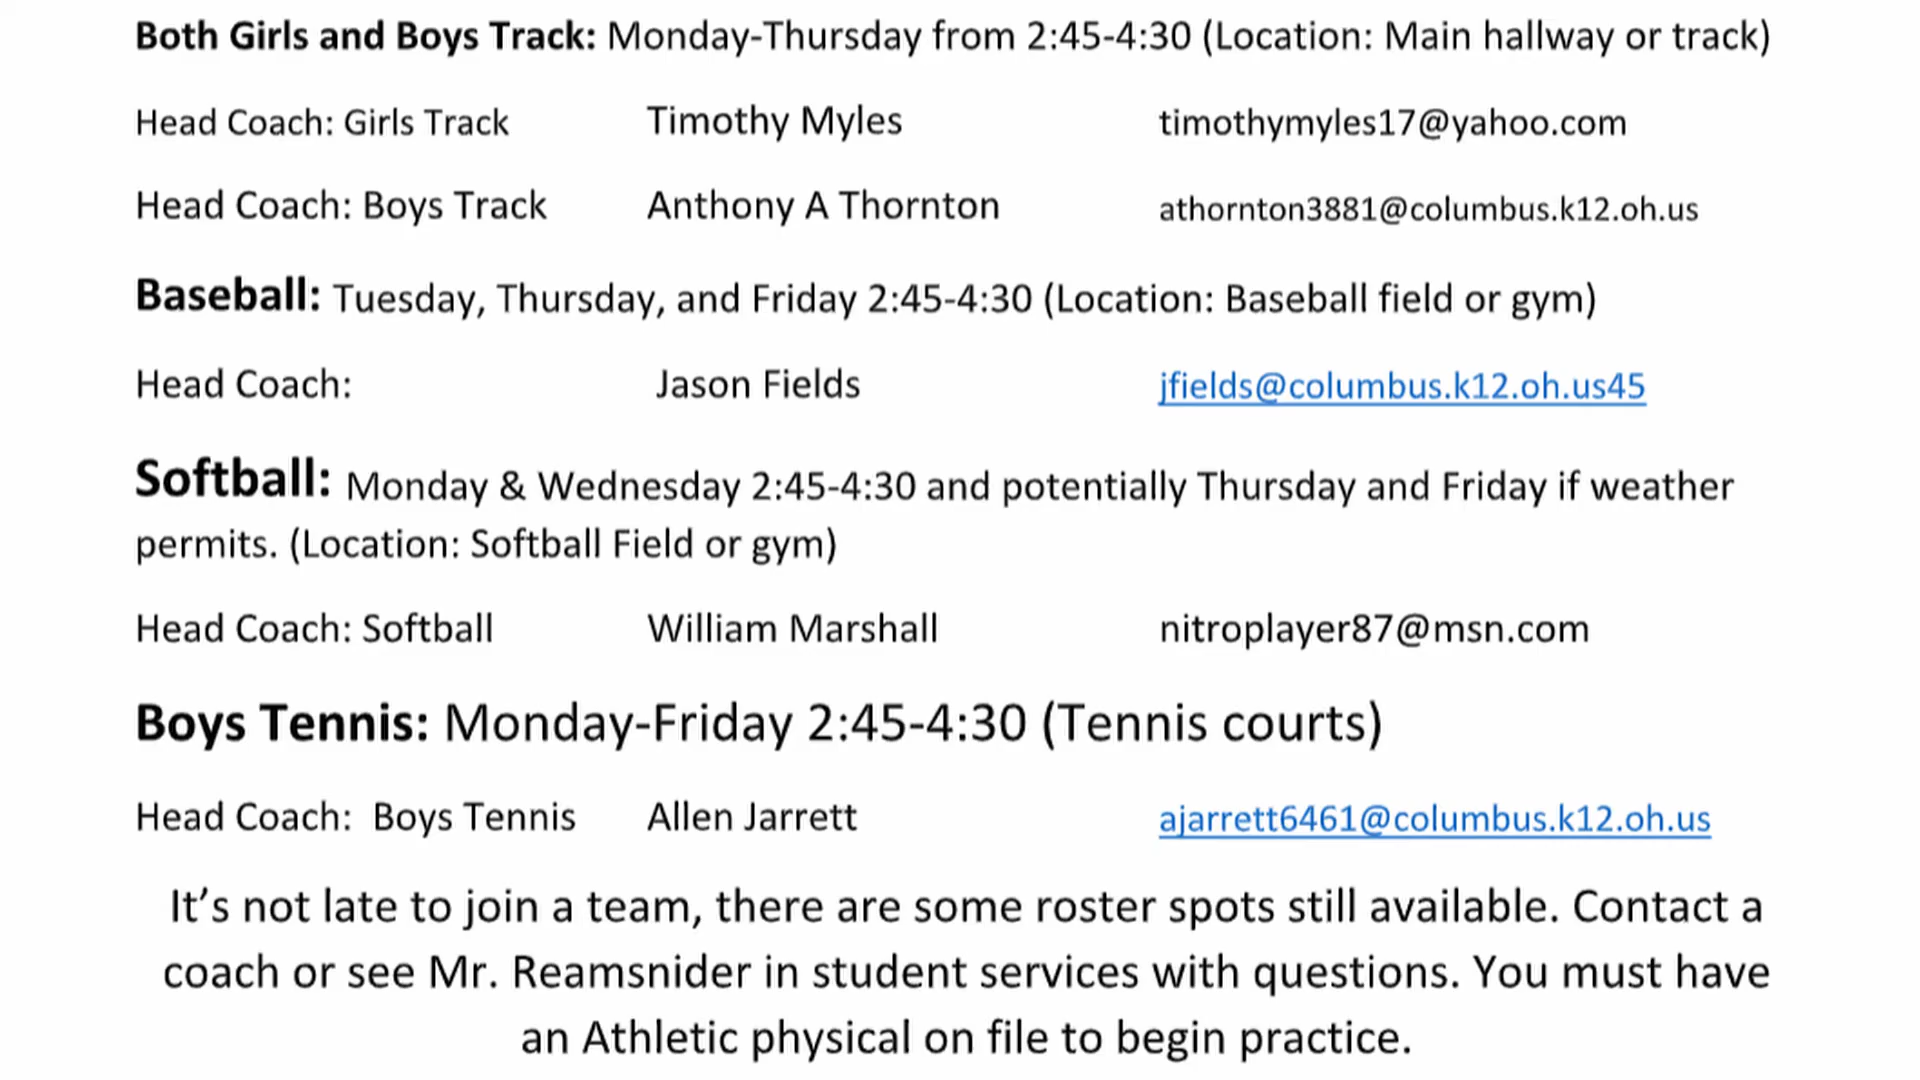 Both Girls and Boys Track: Monday-Thursday from 2:45-4:30 (Location: Main hallway or track)
Head Coach: Girls Track Timothy Myles timothymyles17@yahoo.com
Head Coach: Boys Track Anthony A Thornton athornton3881@columbus.k12.oh.us
Baseball: Tuesday, Thursday, and Friday 2:45-4:30 (Location: Baseball field or gym)
Head Coach: Jason Fields jfields@columbus.k12.oh.us45
Softball: Monday & Wednesday 2:45-4:30 and potentially Thursday and Friday if weather
permits. (Location: Softball Field or gym)
Head Coach: Softball William Marshall nitroplayer87@msn.com
Boys Tennis: Monday-Friday 2:45-4:30 (Tennis courts)
Head Coach: Boys Tennis Allen Jarrett ajarrett6461@columbus.k12.oh.us
It’s not late to join a team, there are some roster spots still available. Contact a
coach or see Mr. Reamsnider in student services with questions. You must have
an Athletic physical on file to begin practice.